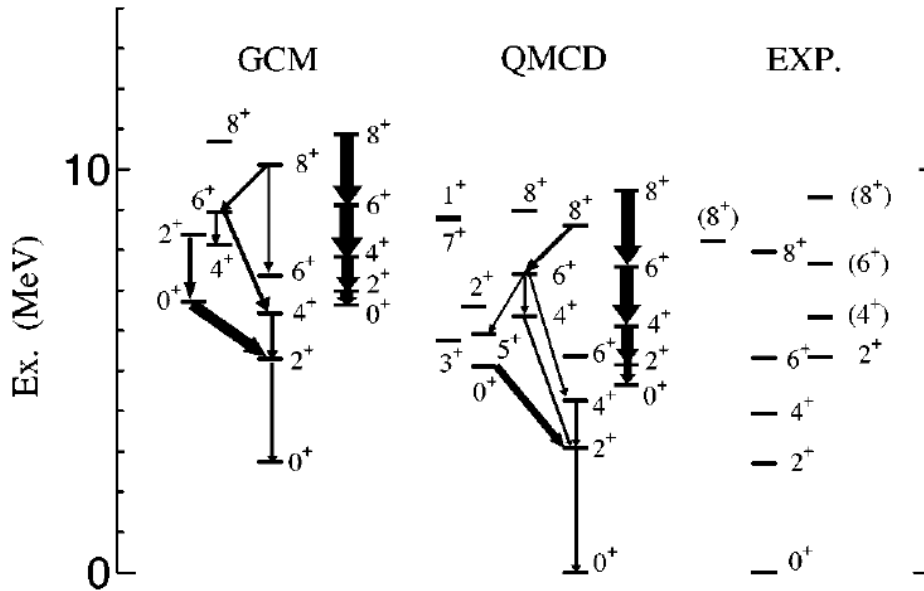 GCM QMCD EXP.
8⁺ 8⁺
8⁺ 8⁺ 8⁺
10
6⁺ 6⁺ 1⁺ 8⁺ 8⁺ (8⁺) (8⁺)
2⁺ 4⁺ 4⁺ 7⁺ 8⁺
6⁺ 2⁺ 6⁺ 6⁺ (6⁺)
0⁺ 4⁺ 0⁺ 2⁺ 4⁺ 4⁺ (4⁺)
2⁺ 3⁺ 5⁺ 6⁺ 2⁺ 6⁺ 2⁺
0⁺ 4⁺ 0⁺ 4⁺
0⁺ 2⁺ 2⁺
0 0⁺ 0⁺
Ex. (MeV)